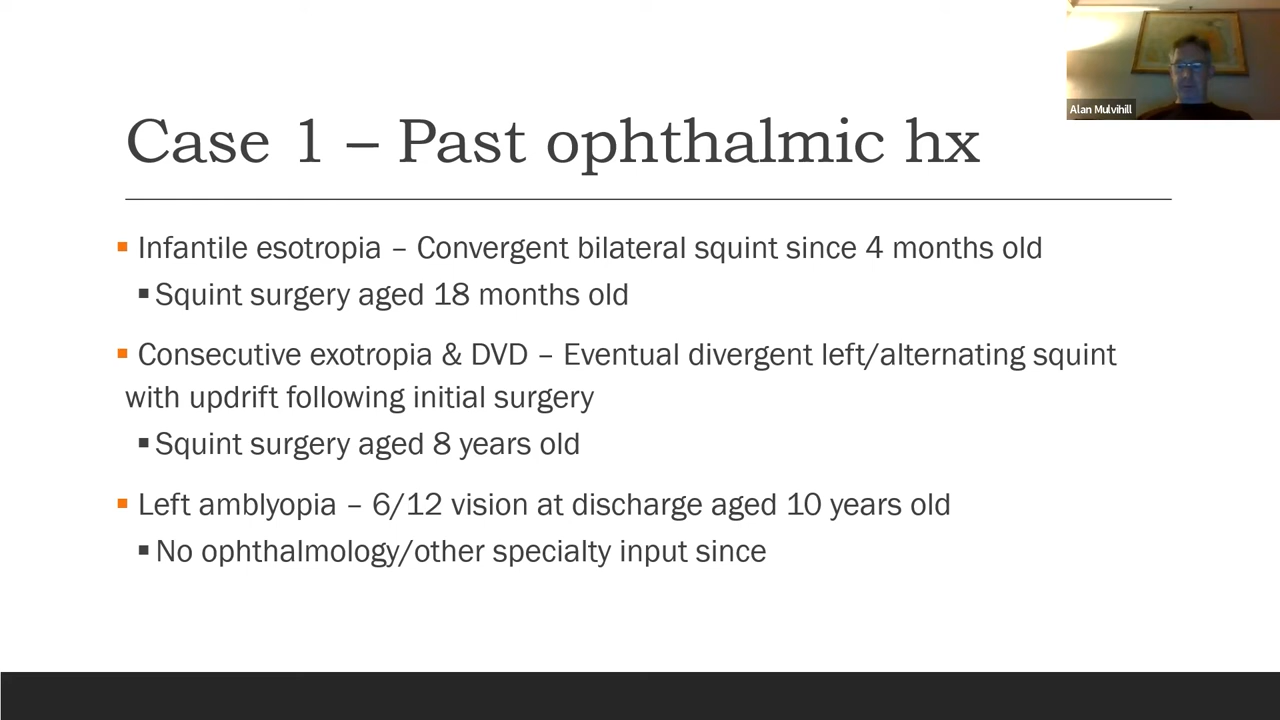 Alan Mulvihill
Case 1 – Past ophthalmic hx
Infantile esotropia – Convergent bilateral squint since 4 months old
Squint surgery aged 18 months old
Consecutive exotropia & DVD – Eventual divergent left/alternating squint
with updrift following initial surgery
Squint surgery aged 8 years old
Left amblyopia – 6/12 vision at discharge aged 10 years old
No ophthalmology/other specialty input since